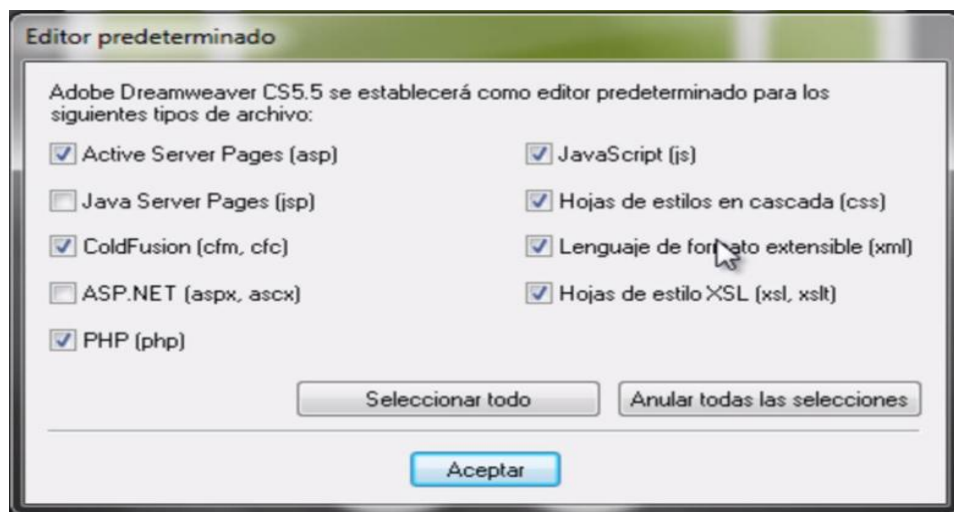 Editor predeterminado
Adobe Dreamweaver CS5.5 se establecerá como editor predeterminado para los
siguientes tipos de archivo:
Active Server Pages (asp)
Java Server Pages (jsp)
ColdFusion (cfm, cfc)
ASP.NET (aspx, ascx)
PHP (php)
JavaScript (js)
Hojas de estilos en cascada (css)
Lenguaje de formato extensible (xml)
Hojas de estilo XSL (xsl, xslt)
Seleccionar todo
Anular todas las selecciones
Aceptar